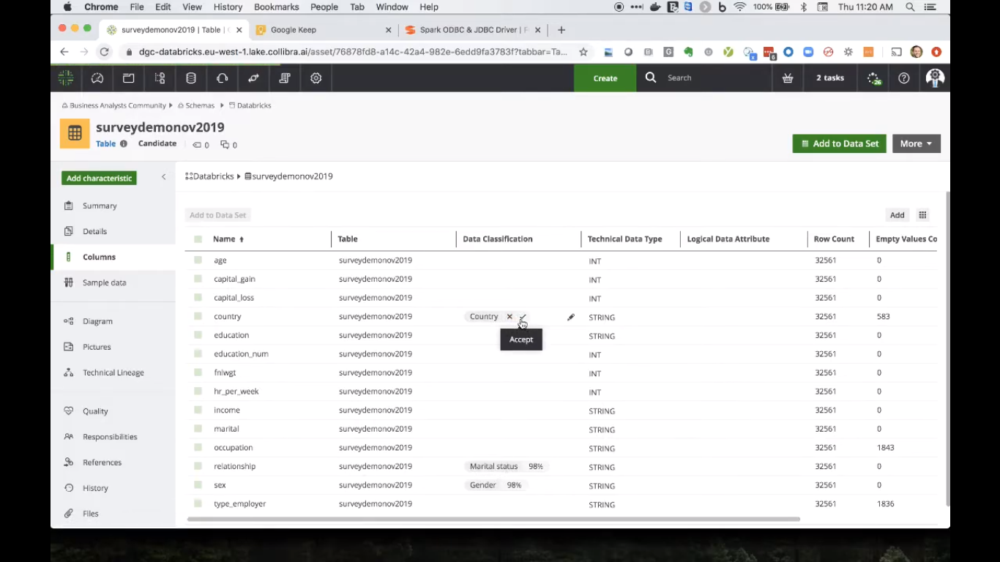 Chrome File Edit View History Bookmarks People Tab Window Help 100% Thu 11:20 AM
surveydemonov2019 | Table | Google Keep Spark ODBC & JDBC Driver |
dgc-databricks.eu-west-1.lake.collibra.ai/asset/76878fd8-a14c-42a4-982e-6edd9fa3783f?tabbar=Ta...
Create Search 2 tasks 26
Business Analysts Community Schemas Databricks
surveydemonov2019
Table Candidate 0 0
Add to Data Set More
Add characteristic
Databricks surveydemonov2019
Summary
Details
Columns
Sample data
Diagram
Pictures
Technical Lineage
Quality
Responsibilities
References
History
Files
Add to Data Set Add
Name Table Data Classification Technical Data Type Logical Data Attribute Row Count Empty Values Co
age surveydemonov2019 INT 32561 0
capital_gain surveydemonov2019 INT 32561 0
capital_loss surveydemonov2019 INT 32561 0
country surveydemonov2019 Country STRING 32561 583
Accept
education surveydemonov2019 STRING 32561 0
education_num surveydemonov2019 INT 32561 0
fnlwgt surveydemonov2019 INT 32561 0
hr_per_week surveydemonov2019 INT 32561 0
income surveydemonov2019 STRING 32561 0
marital surveydemonov2019 STRING 32561 0
occupation surveydemonov2019 STRING 32561 1843
relationship surveydemonov2019 Marital status 98% STRING 32561 0
sex surveydemonov2019 Gender 98% STRING 32561 0
type_employer surveydemonov2019 STRING 32561 1836